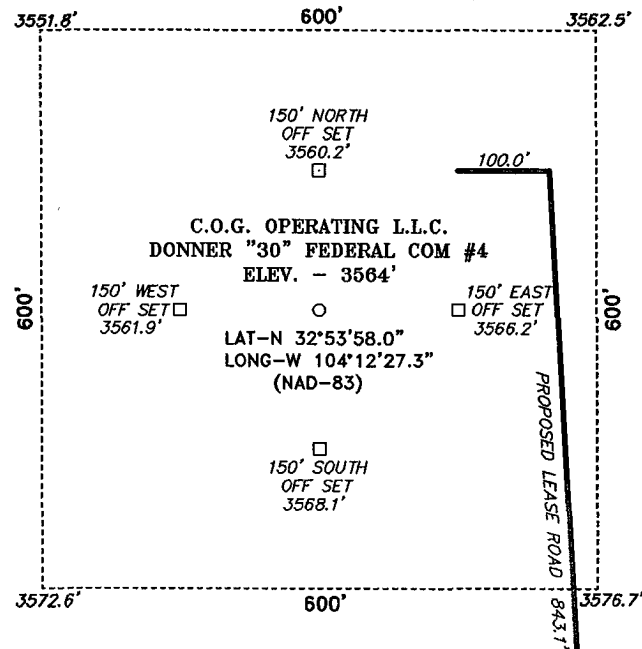 3551.8'
600'
3562.5'
150' NORTH
OFF SET
3560.2'
100.0'
C.O.G. OPERATING L.L.C.
DONNER "30" FEDERAL COM #4
ELEV. - 3564'
600'
150' WEST
OFF SET
3561.9'
150' EAST
OFF SET
3566.2'
600'
LAT-N 32°53'58.0"
LONG-W 104°12'27.3"
(NAD-83)
150' SOUTH
OFF SET
3568.1'
PROPOSED LEASE ROAD 843.1'
3572.6'
600'
3576.7'